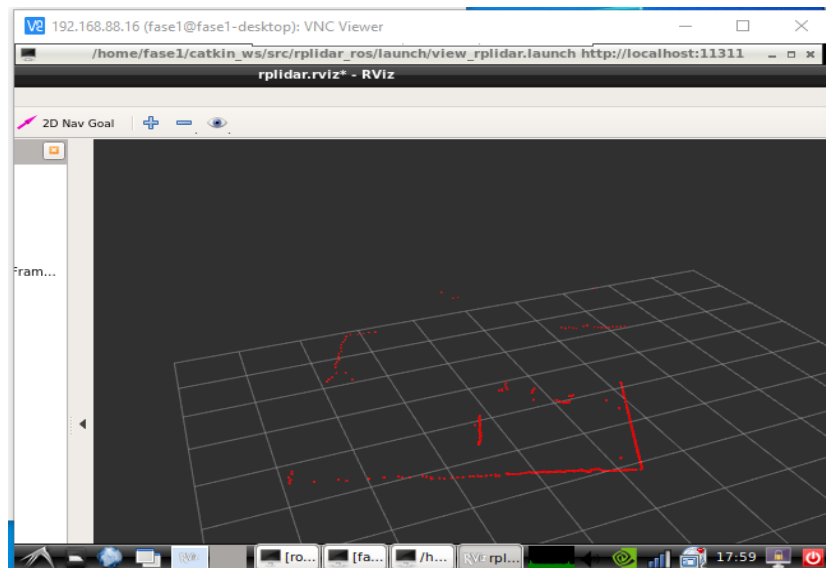 192.168.88.16 (fase1@fase1-desktop): VNC Viewer
/home/fase1/catkin_ws/src/rplidar_ros/launch/view_rplidar.launch http://localhost:11311
rplidar.rviz* - RViz
2D Nav Goal
Fram...
[ro... [fa... /h... rpl... 17:59